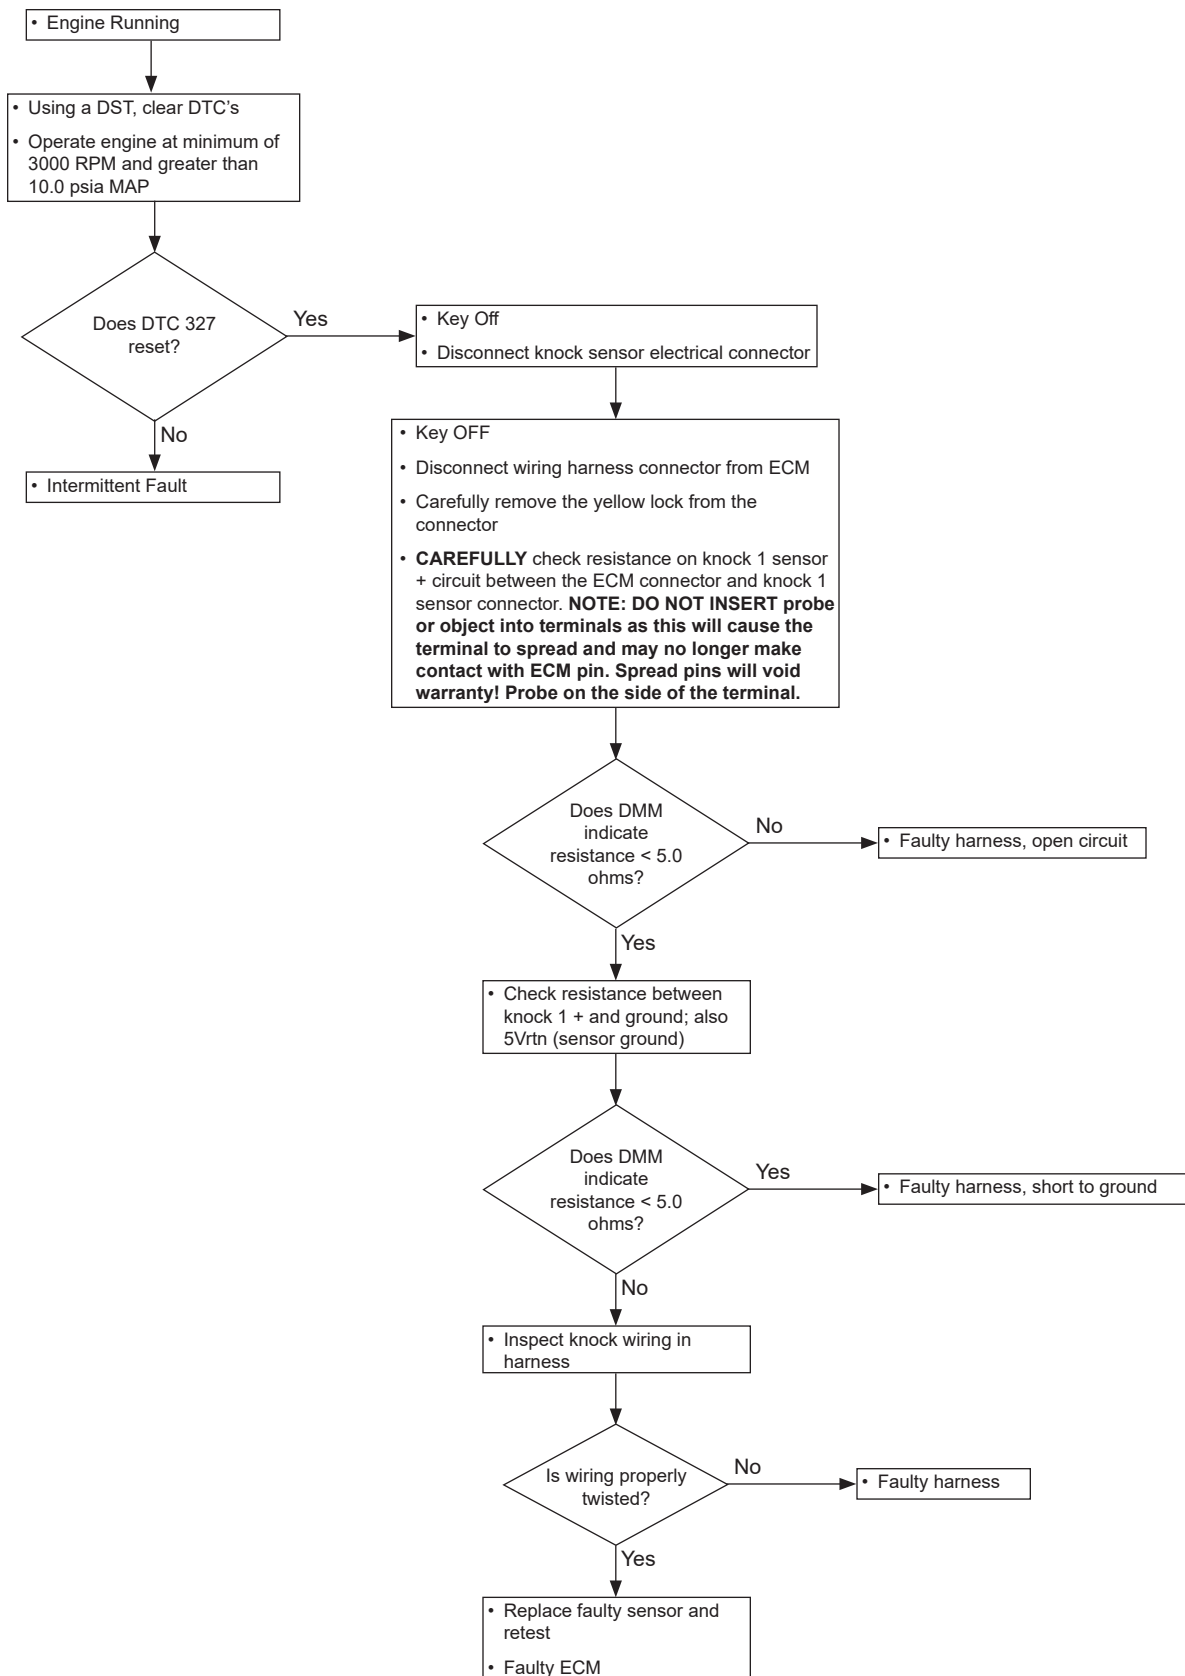 • Engine Running
• Using a DST, clear DTC’s
• Operate engine at minimum of
3000 RPM and greater than
10.0 psia MAP
Does DTC 327
reset?
Yes
• Key Off
• Disconnect knock sensor electrical connector
No
• Intermittent Fault
• Key OFF
• Disconnect wiring harness connector from ECM
• Carefully remove the yellow lock from the
connector
• CAREFULLY check resistance on knock 1 sensor
+ circuit between the ECM connector and knock 1
sensor connector. NOTE: DO NOT INSERT probe
or object into terminals as this will cause the
terminal to spread and may no longer make
contact with ECM pin. Spread pins will void
warranty! Probe on the side of the terminal.
Does DMM
indicate
resistance < 5.0
ohms?
No
• Faulty harness, open circuit
Yes
• Check resistance between
knock 1 + and ground; also
5Vrtn (sensor ground)
Does DMM
indicate
resistance < 5.0
ohms?
Yes
• Faulty harness, short to ground
No
• Inspect knock wiring in
harness
Is wiring properly
twisted?
No
• Faulty harness
Yes
• Replace faulty sensor and
retest
• Faulty ECM